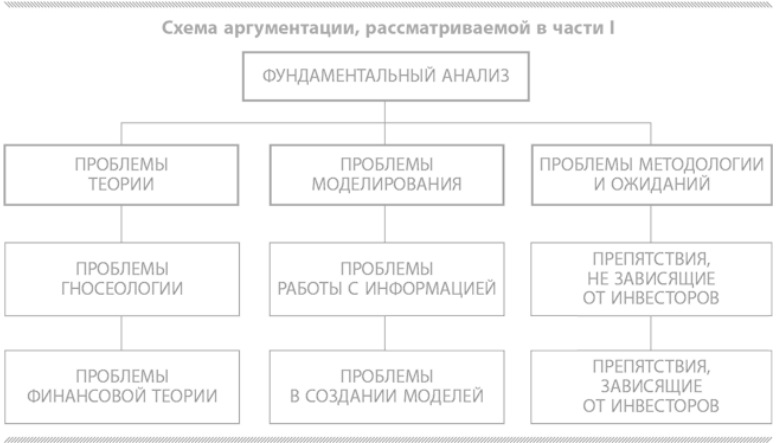 Схема аргументации, рассматриваемой в части I
ФУНДАМЕНТАЛЬНЫЙ АНАЛИЗ
ПРОБЛЕМЫ
ТЕОРИИ
ПРОБЛЕМЫ
МОДЕЛИРОВАНИЯ
ПРОБЛЕМЫ МЕТОДОЛОГИИ
И ОЖИДАНИЙ
ПРОБЛЕМЫ
ГНОСЕОЛОГИИ
ПРОБЛЕМЫ
РАБОТЫ С ИНФОРМАЦИЕЙ
ПРЕПЯТСТВИЯ,
НЕ ЗАВИСЯЩИЕ
ОТ ИНВЕСТОРОВ
ПРОБЛЕМЫ
ФИНАНСОВОЙ ТЕОРИИ
ПРОБЛЕМЫ
В СОЗДАНИИ МОДЕЛЕЙ
ПРЕПЯТСТВИЯ,
ЗАВИСЯЩИЕ
ОТ ИНВЕСТОРОВ